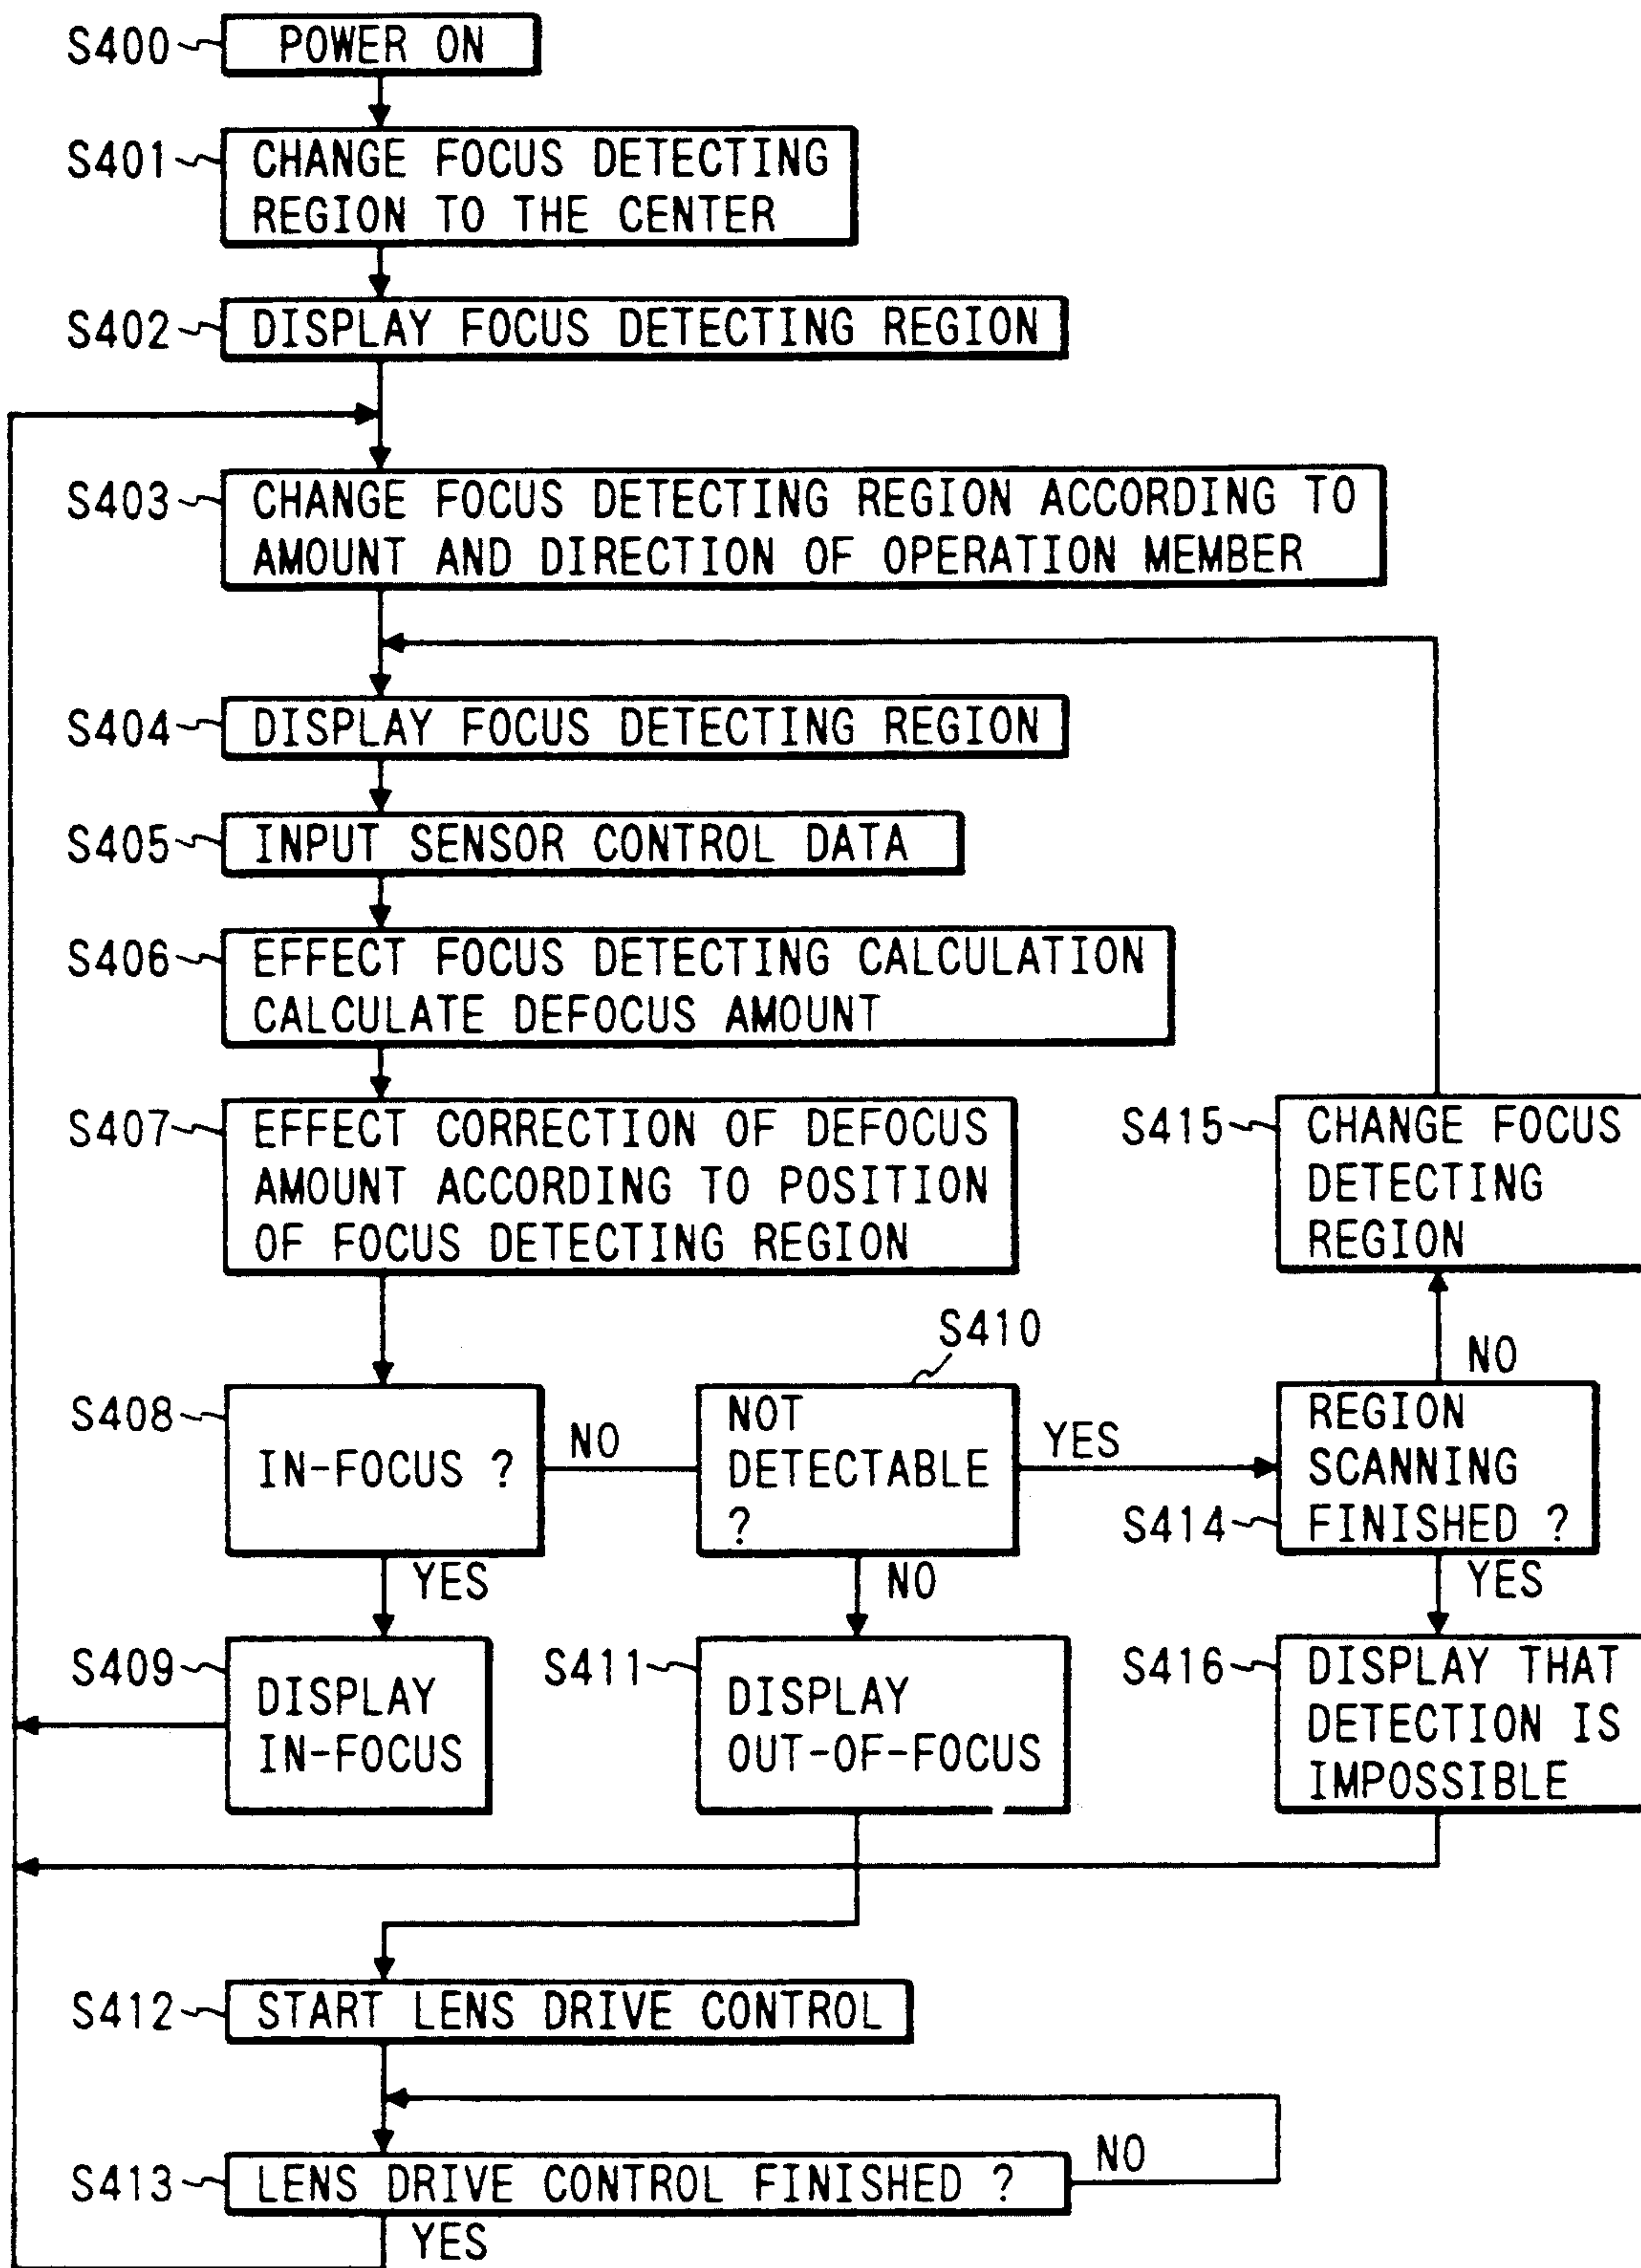 S400
POWER ON
S401
CHANGE FOCUS DETECTING
REGION TO THE CENTER
S402
DISPLAY FOCUS DETECTING REGION
S403
CHANGE FOCUS DETECTING REGION ACCORDING TO
AMOUNT AND DIRECTION OF OPERATION MEMBER
S404
DISPLAY FOCUS DETECTING REGION
S405
INPUT SENSOR CONTROL DATA
S406
EFFECT FOCUS DETECTING CALCULATION
CALCULATE DEFOCUS AMOUNT
S407
EFFECT CORRECTION OF DEFOCUS
AMOUNT ACCORDING TO POSITION
OF FOCUS DETECTING REGION
S415
CHANGE FOCUS
DETECTING
REGION
NO
S408
IN-FOCUS ?
NO
YES
S410
NOT
DETECTABLE
?
YES
NO
S414
REGION
SCANNING
FINISHED ?
YES
S409
DISPLAY
IN-FOCUS
S411
DISPLAY
OUT-OF-FOCUS
S416
DISPLAY THAT
DETECTION IS
IMPOSSIBLE
S412
START LENS DRIVE CONTROL
S413
LENS DRIVE CONTROL FINISHED ?
NO
YES